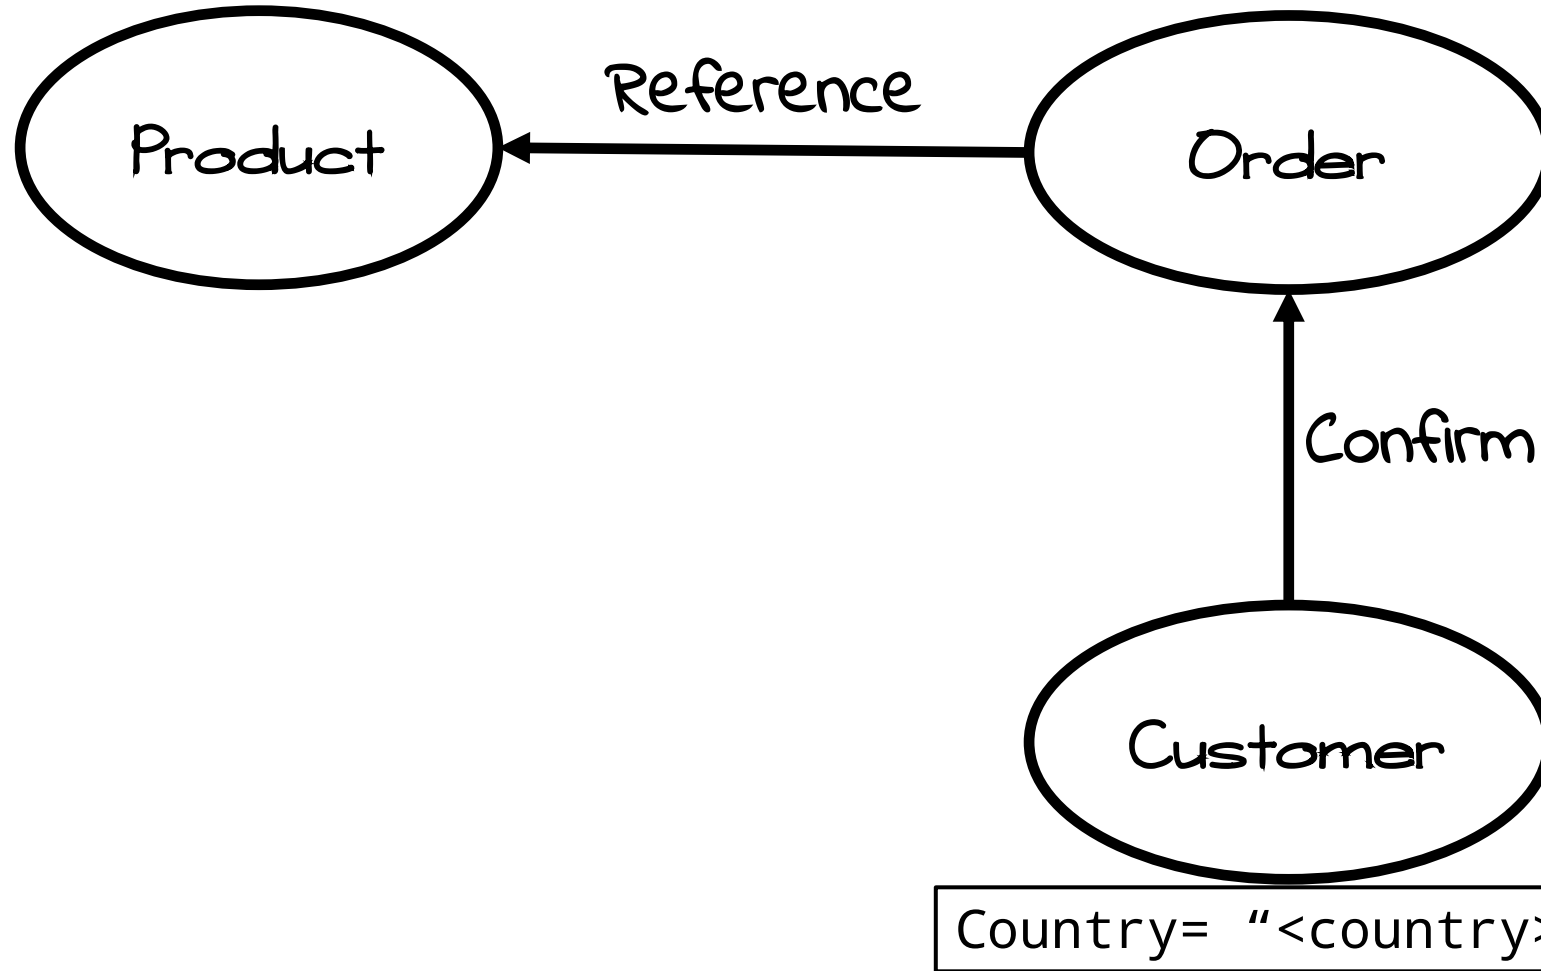 Reference
Product
Order
Confirm
Customer
Country= “<country>